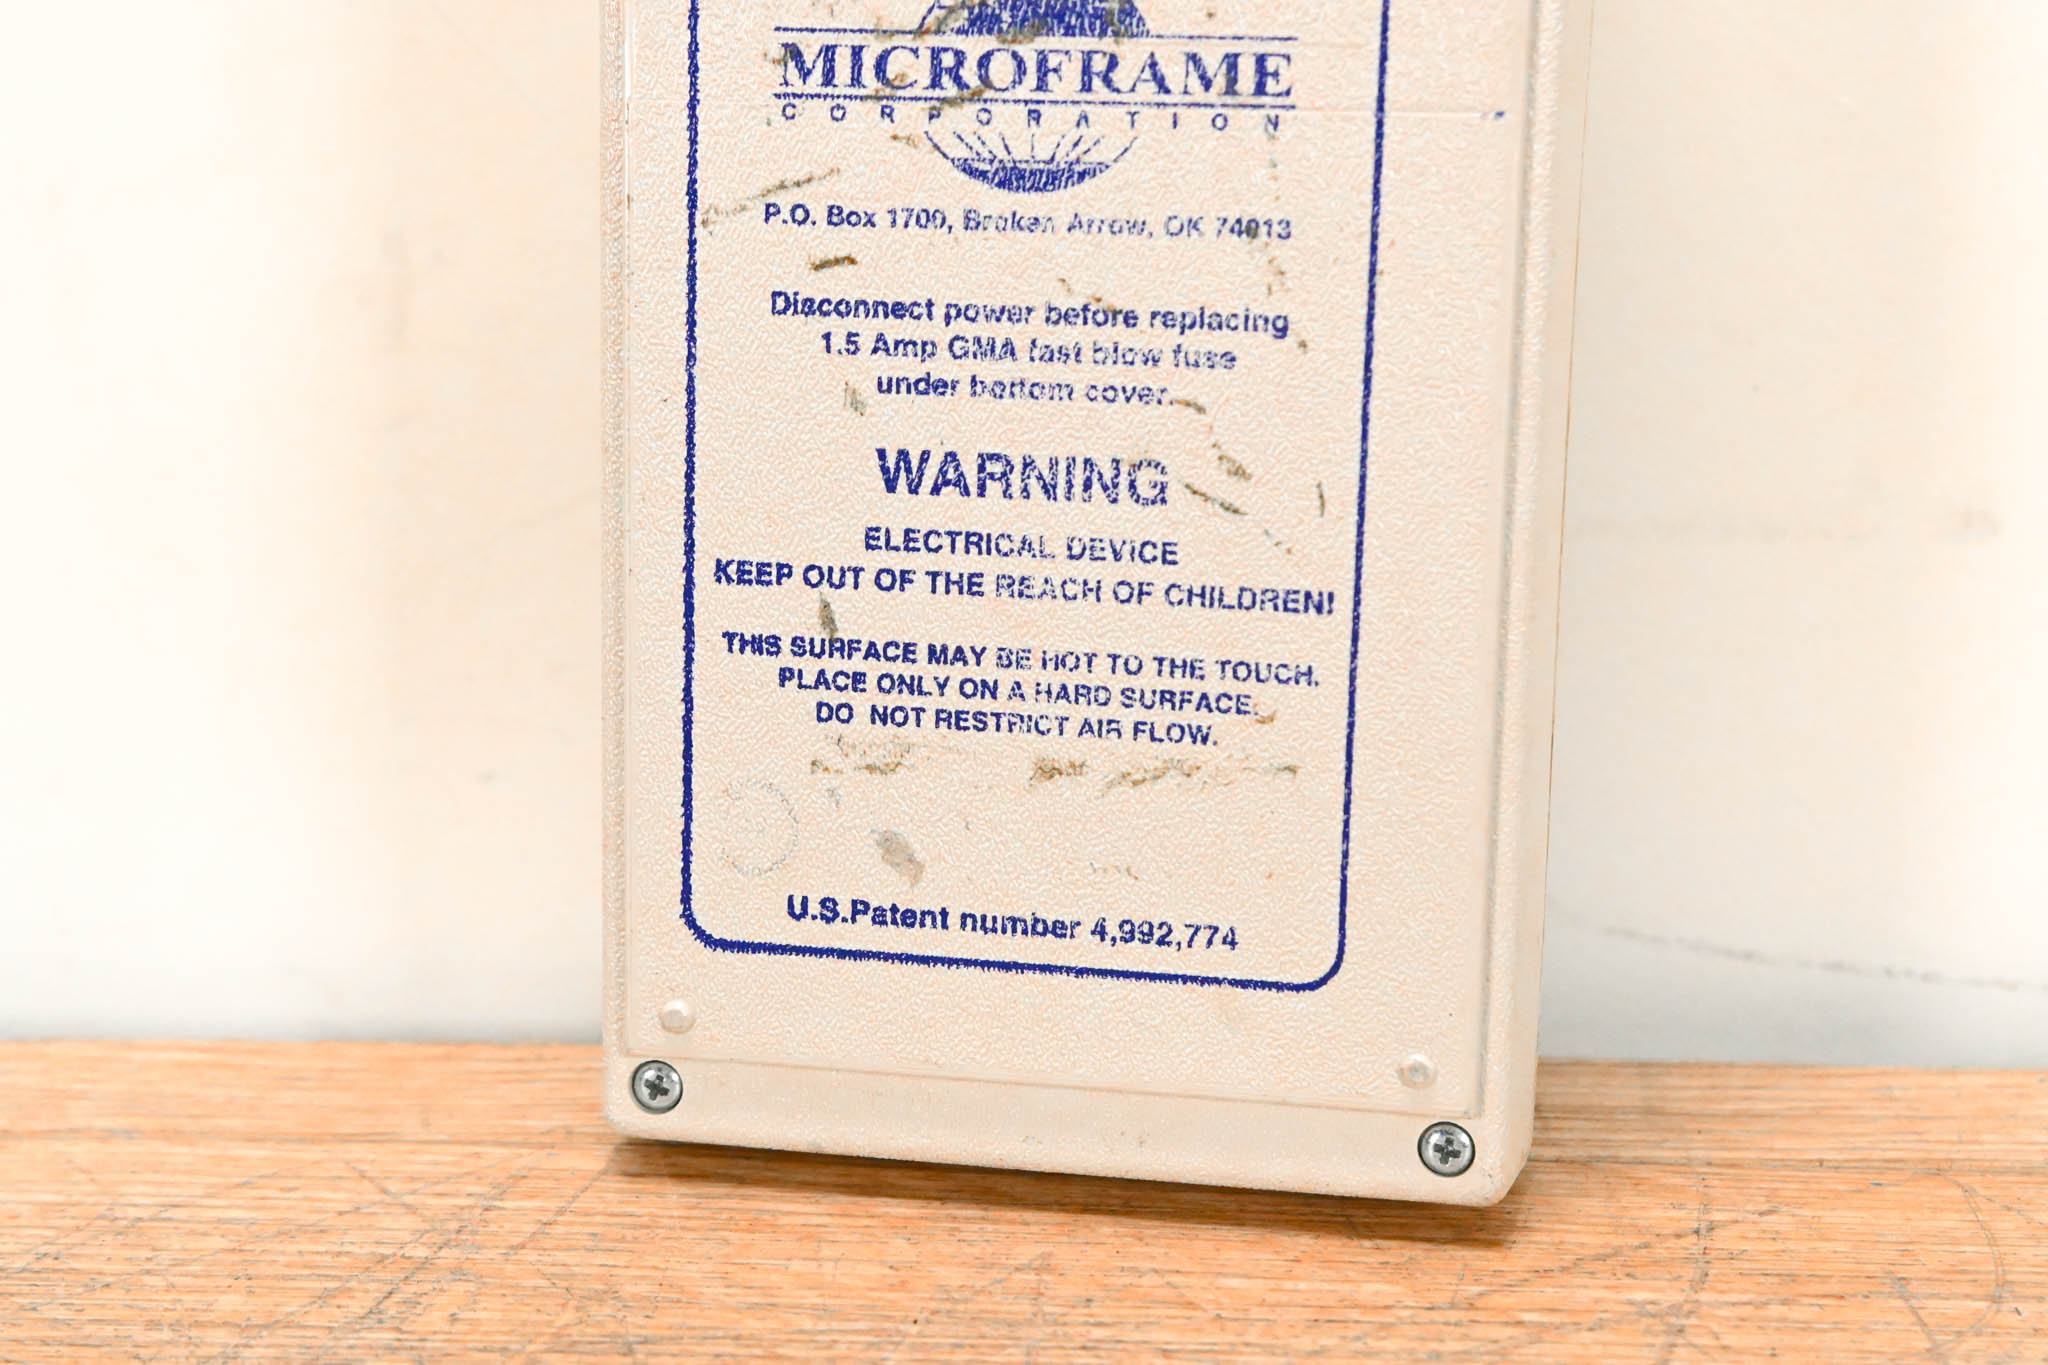 MICROFRAME
CORPORATION
P.O. Box 1700, Broken Arrow, OK 74013
Disconnect power before replacing
1.5 Amp GMA fast blow fuse
under bottom cover.
WARNING
ELECTRICAL DEVICE
KEEP OUT OF THE REACH OF CHILDREN!
THIS SURFACE MAY BE HOT TO THE TOUCH.
PLACE ONLY ON A HARD SURFACE.
DO NOT RESTRICT AIR FLOW.
U.S.Patent number 4,992,774